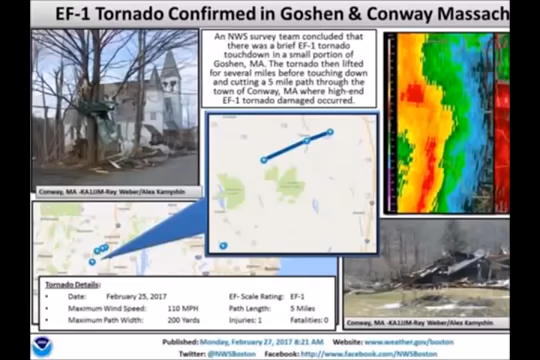 EF-1 Tornado Confirmed in Goshen & Conway Massach
An NWS survey team concluded that
there was a brief EF-1 tornado
touchdown in a small portion of
Goshen, MA. The tornado then lifted
for several miles before touching down
and cutting a 5 mile path through the
town of Conway, MA where high-end
EF-1 tornado damaged occurred.
Conway, MA -KA1JJM-Ray Weber/Alex Kamyshin
Tornado Details:
• Date: February 25, 2017 EF- Scale Rating: EF-1
• Maximum Wind Speed: 110 MPH Path Length: 5 Miles
• Maximum Path Width: 200 Yards Injuries: 1 Fatalities: 0
Conway, MA -KA1JJM-Ray Weber/Alex Kamyshin
Published: Monday, February 27, 2017 8:21 AM Website: www.weather.gov/boston
Twitter: @NWSBoston Facebook: http://www.facebook.com/NWSBoston